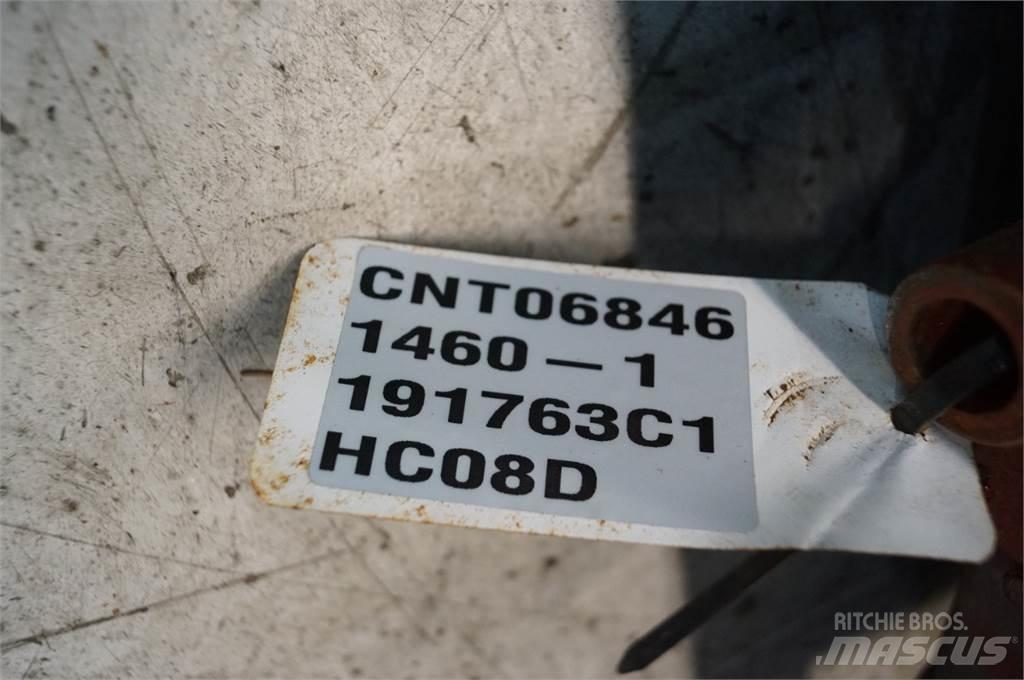 CNT06846
1460 — 1
191763C1
HC08D
RITCHIE BROS.
MASCUS